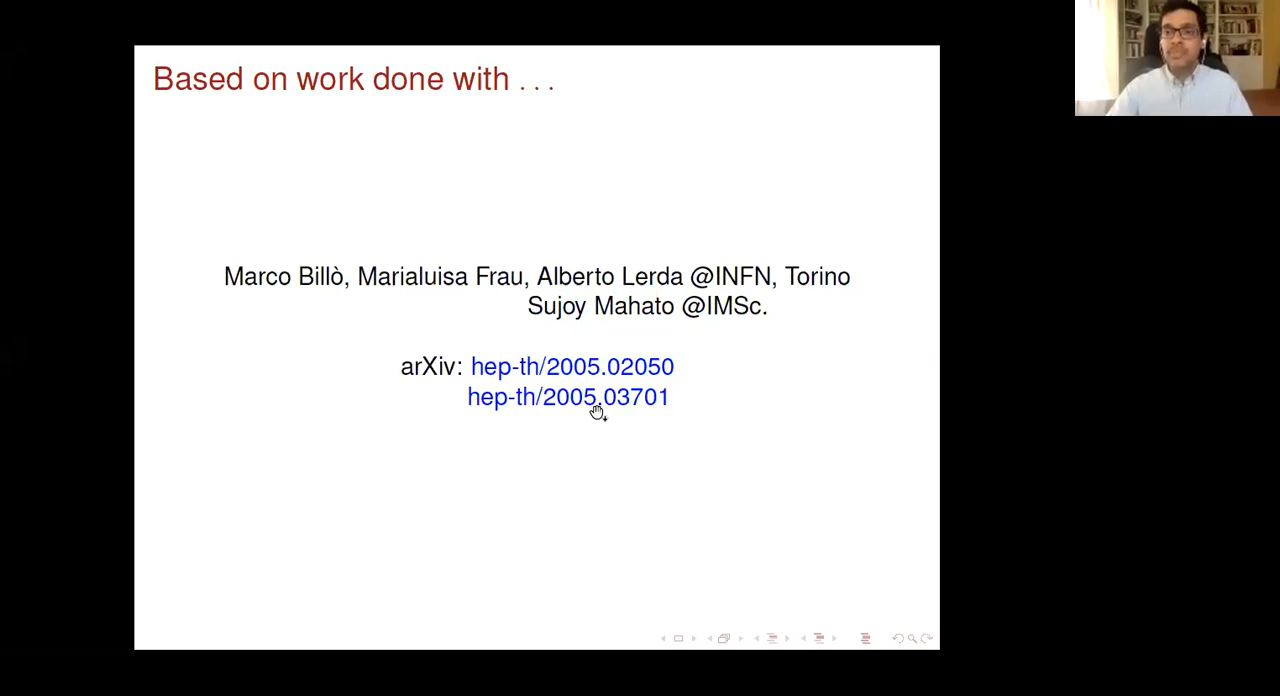 Based on work done with . . .
Marco Billò, Marialuisa Frau, Alberto Lerda @INFN, Torino
Sujoy Mahato @IMSc.
arXiv: hep-th/2005.02050
hep-th/2005.03701